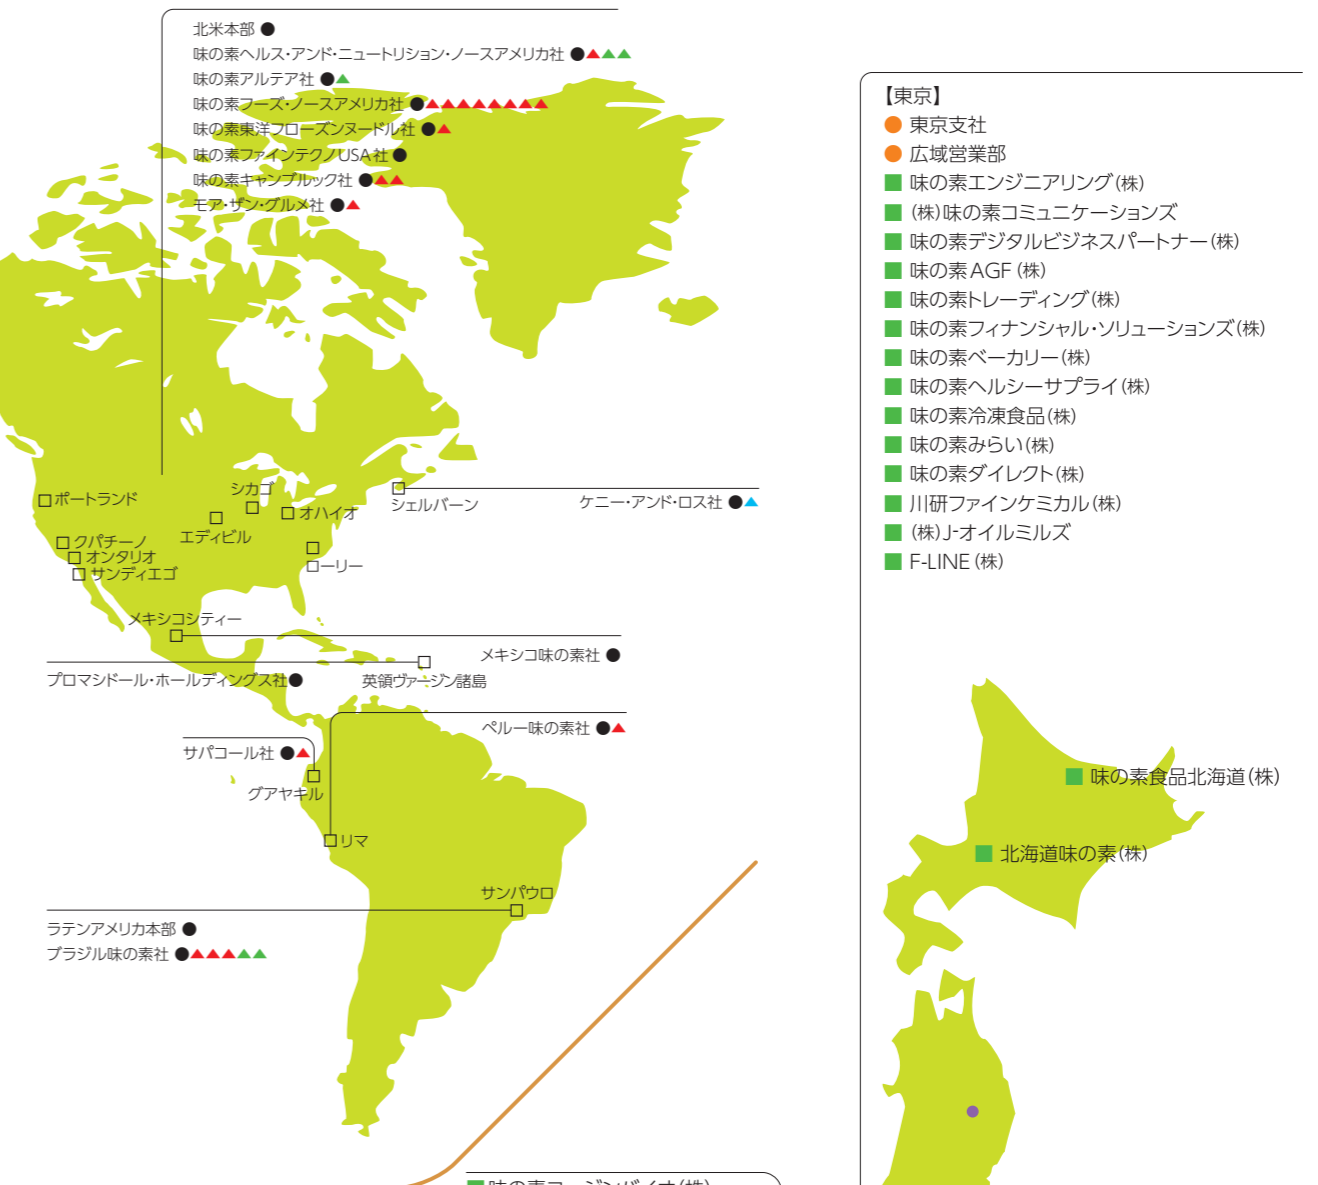 北米本部
味の素ヘルス・アンド・ニュートリション・ノースアメリカ社
味の素アルテア社
味の素フーズ・ノースアメリカ社
味の素東洋フローズンヌードル社
味の素ファインテクノUSA社
味の素キャンブルック社
モア・ザン・グルメ社
ポートランド
シカゴ
オハイオ
エディビル
シェルバーン
ケニー・アンド・ロス社
クパチーノ
オンタリオ
サンディエゴ
ローリー
メキシコシティー
メキシコ味の素社
プロマシドール・ホールディングス社
英領ヴァージン諸島
ペルー味の素社
サパコール社
グアヤキル
リマ
サンパウロ
ラテンアメリカ本部
ブラジル味の素社
【東京】
東京支社
広域営業部
味の素エンジニアリング(株)
(株)味の素コミュニケーションズ
味の素デジタルビジネスパートナー(株)
味の素AGF(株)
味の素トレーディング(株)
味の素フィナンシャル・ソリューションズ(株)
味の素ベーカリー(株)
味の素ヘルシーサプライ(株)
味の素冷凍食品(株)
味の素みらい(株)
味の素ダイレクト(株)
川研ファインケミカル(株)
(株)J-オイルミルズ
F-LINE(株)
味の素食品北海道(株)
北海道味の素(株)